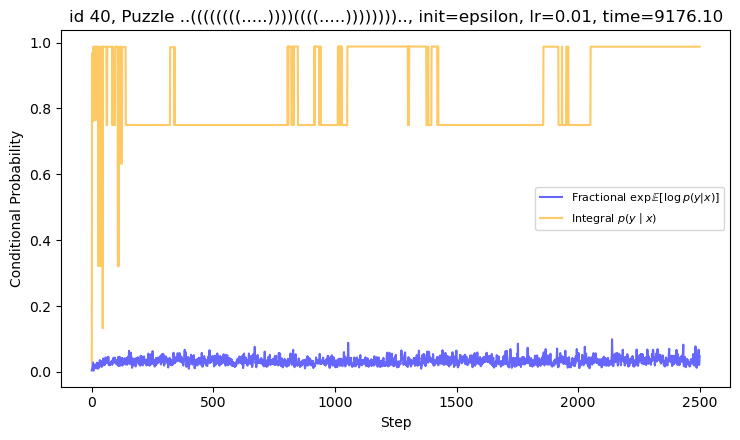 id 40, Puzzle ..((((((((.....))))((((.....)))))))).., init=epsilon, lr=0.01, time=9176.10
1.0
0.8
0.6
0.4
0.2
0.0
Conditional Probability
Fractional exp𝔼[log p(y|x)]
Integral p(y | x)
0 500 1000 1500 2000 2500
Step